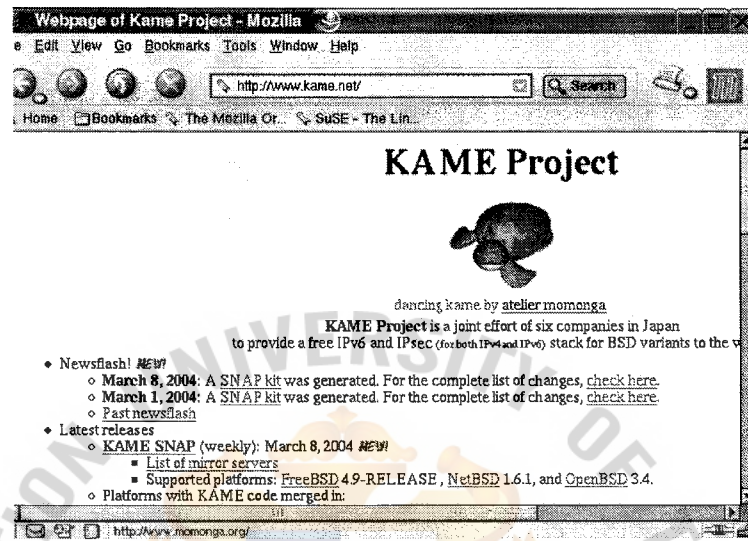 Webpage of Kame Project - Mozilla
e Edit View Go Bookmarks Tools Window Help
http://www.kame.net/ Search
Home Bookmarks The Mozilla Or... SuSE - The Lin...
KAME Project
dancing kame by atelier momonga
KAME Project is a joint effort of six companies in Japan
to provide a free IPv6 and IPsec (for both IPv4 and IPv6) stack for BSD variants to the w
Newsflash! NEW!
March 8, 2004: A SNAP kit was generated. For the complete list of changes, check here.
March 1, 2004: A SNAP kit was generated. For the complete list of changes, check here.
Past newsflash
Latest releases
KAME SNAP (weekly): March 8, 2004 NEW!
List of mirror servers
Supported platforms: FreeBSD 4.9-RELEASE , NetBSD 1.6.1, and OpenBSD 3.4.
Platforms with KAME code merged in:
http://www.momonga.org/
UNIVERSITY OF